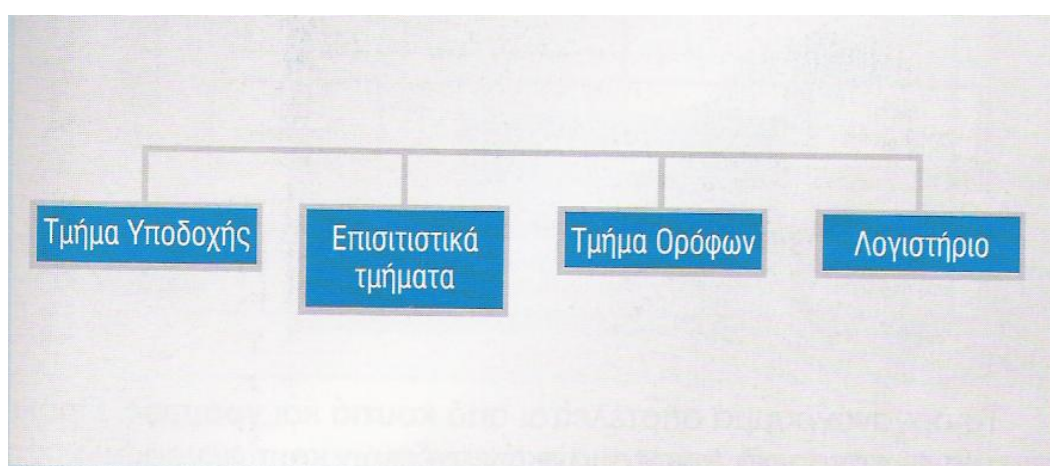 Τμήμα Υποδοχής
Επισιτιστικά
τμήματα
Τμήμα Ορόφων
Λογιστήριο